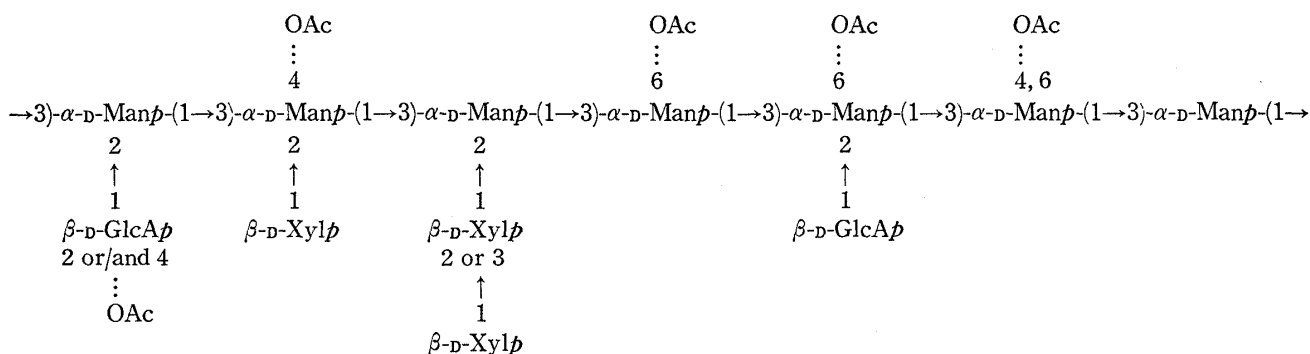 OAc OAc OAc OAc
⋮ ⋮ ⋮ ⋮
4 6 6 4, 6
→3)-α-D-Manp-(1→3)-α-D-Manp-(1→3)-α-D-Manp-(1→3)-α-D-Manp-(1→3)-α-D-Manp-(1→3)-α-D-Manp-(1→3)-α-D-Manp-(1→
2 2 2 2
↑ ↑ ↑ ↑
1 1 1 1
β-D-GlcAp β-D-Xylp β-D-Xylp β-D-GlcAp
2 or/and 4 2 or 3
⋮ ↑
OAc 1
β-D-Xylp